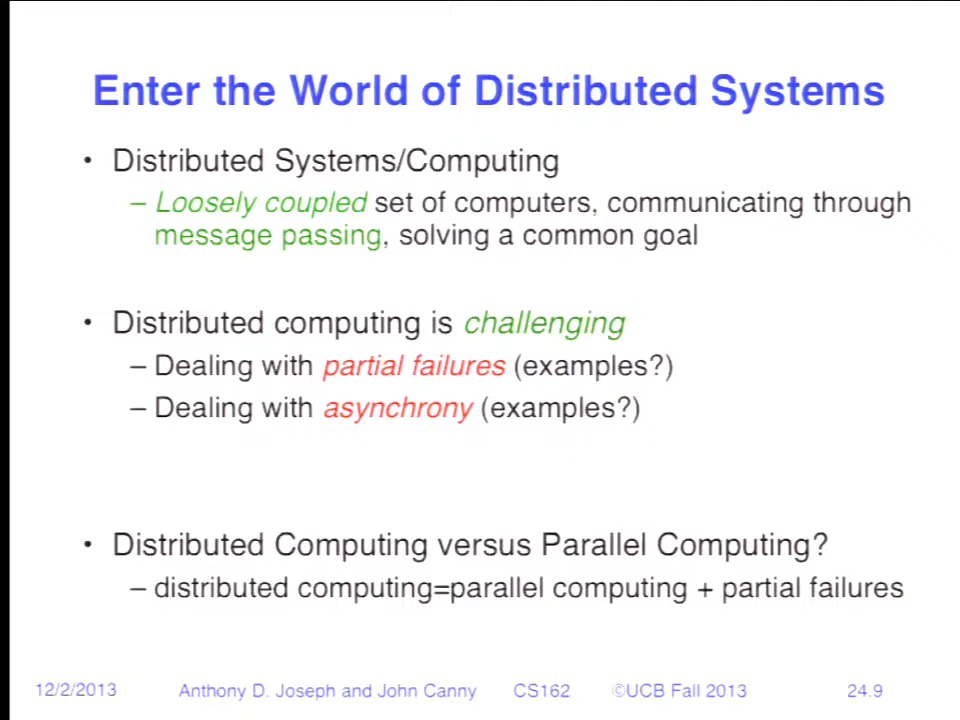 Enter the World of Distributed Systems
• Distributed Systems/Computing
– Loosely coupled set of computers, communicating through
message passing, solving a common goal
• Distributed computing is challenging
– Dealing with partial failures (examples?)
– Dealing with asynchrony (examples?)
• Distributed Computing versus Parallel Computing?
– distributed computing=parallel computing + partial failures
12/2/2013 Anthony D. Joseph and John Canny CS162 ©UCB Fall 2013 24.9